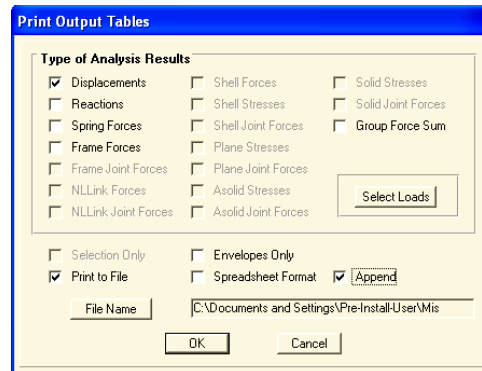 Print Output Tables
Type of Analysis Results
Displacements Shell Forces Solid Stresses
Reactions Shell Stresses Solid Joint Forces
Spring Forces Shell Joint Forces Group Force Sum
Frame Forces Plane Stresses
Frame Joint Forces Plane Joint Forces
NLLink Forces Asolid Stresses Select Loads
NLLink Joint Forces Asolid Joint Forces
Selection Only Envelopes Only
Print to File Spreadsheet Format Append
File Name C:\Documents and Settings\Pre-Install-User\Mis
OK Cancel